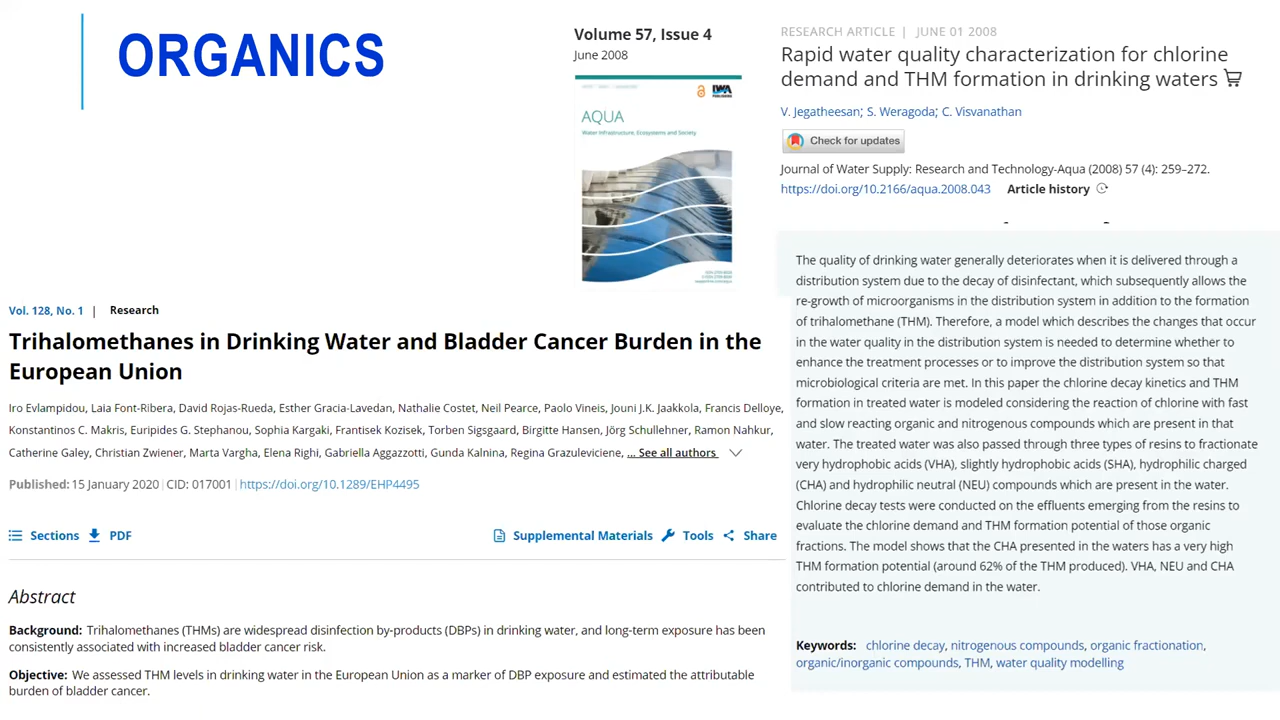 ORGANICS
Volume 57, Issue 4
June 2008
IWA
PUBLISHING
AQUA
Water Infrastructure, Ecosystems and Society
RESEARCH ARTICLE | JUNE 01 2008
Rapid water quality characterization for chlorine
demand and THM formation in drinking waters
V. Jegatheesan; S. Weragoda; C. Visvanathan
Check for updates
Journal of Water Supply: Research and Technology-Aqua (2008) 57 (4): 259–272.
https://doi.org/10.2166/aqua.2008.043 Article history
The quality of drinking water generally deteriorates when it is delivered through a
distribution system due to the decay of disinfectant, which subsequently allows the
re-growth of microorganisms in the distribution system in addition to the formation
of trihalomethane (THM). Therefore, a model which describes the changes that occur
in the water quality in the distribution system is needed to determine whether to
enhance the treatment processes or to improve the distribution system so that
microbiological criteria are met. In this paper the chlorine decay kinetics and THM
formation in treated water is modeled considering the reaction of chlorine with fast
and slow reacting organic and nitrogenous compounds which are present in that
water. The treated water was also passed through three types of resins to fractionate
very hydrophobic acids (VHA), slightly hydrophobic acids (SHA), hydrophilic charged
(CHA) and hydrophilic neutral (NEU) compounds which are present in the water.
Chlorine decay tests were conducted on the effluents emerging from the resins to
evaluate the chlorine demand and THM formation potential of those organic
fractions. The model shows that the CHA presented in the waters has a very high
THM formation potential (around 62% of the THM produced). VHA, NEU and CHA
contributed to chlorine demand in the water.
Keywords: chlorine decay, nitrogenous compounds, organic fractionation,
organic/inorganic compounds, THM, water quality modelling
Vol. 128, No. 1 | Research
Trihalomethanes in Drinking Water and Bladder Cancer Burden in the
European Union
Iro Evlampidou, Laia Font-Ribera, David Rojas-Rueda, Esther Gracia-Lavedan, Nathalie Costet, Neil Pearce, Paolo Vineis, Jouni J.K. Jaakkola, Francis Delloye,
Konstantinos C. Makris, Euripides G. Stephanou, Sophia Kargaki, Frantisek Kozisek, Torben Sigsgaard, Birgitte Hansen, Jörg Schullehner, Ramon Nahkur,
Catherine Galey, Christian Zwiener, Marta Vargha, Elena Righi, Gabriella Aggazzotti, Gunda Kalnina, Regina Grazuleviciene, ... See all authors
Published: 15 January 2020 | CID: 017001 | https://doi.org/10.1289/EHP4495
Sections PDF Supplemental Materials Tools Share
Abstract
Background: Trihalomethanes (THMs) are widespread disinfection by-products (DBPs) in drinking water, and long-term exposure has been
consistently associated with increased bladder cancer risk.
Objective: We assessed THM levels in drinking water in the European Union as a marker of DBP exposure and estimated the attributable
burden of bladder cancer.